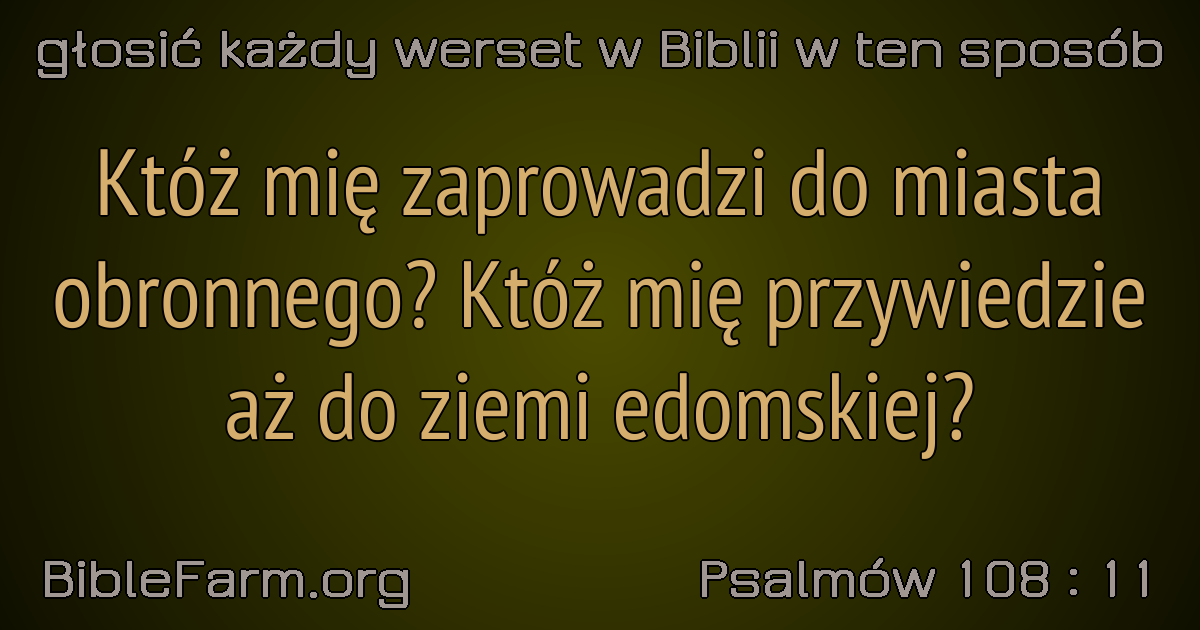 głosić każdy werset w Biblii w ten sposób
Któż mię zaprowadzi do miasta
obronnego? Któż mię przywiedzie
aż do ziemi edomskiej?
BibleFarm.org
Psalmów 108 : 11